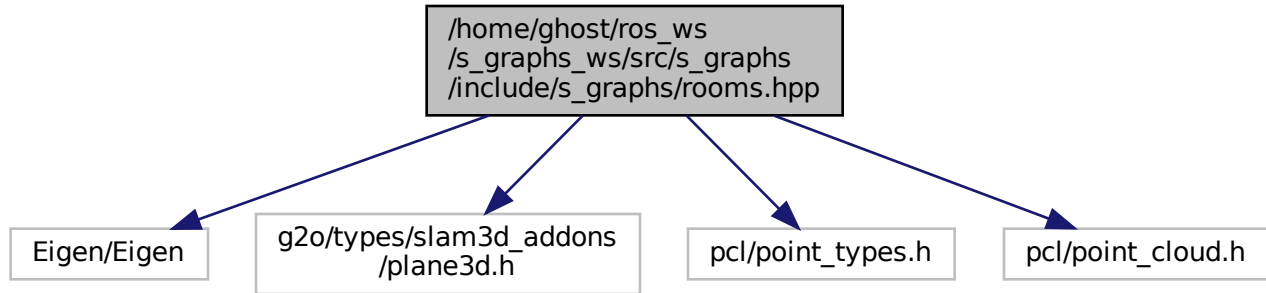 /home/ghost/ros_ws
/s_graphs_ws/src/s_graphs
/include/s_graphs/rooms.hpp
Eigen/Eigen
g2o/types/slam3d_addons
/plane3d.h
pcl/point_types.h
pcl/point_cloud.h